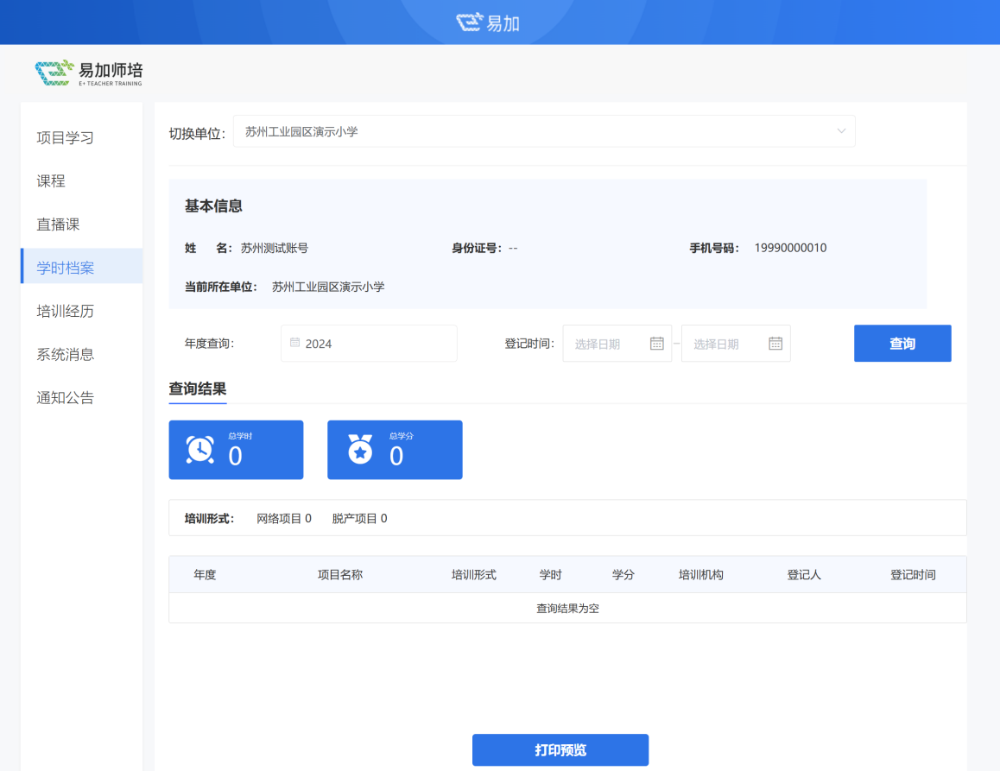 易加
易加师培
E+ TEACHER TRAINING
项目学习
课程
直播课
学时档案
培训经历
系统消息
通知公告
切换单位： 苏州工业园区演示小学
基本信息
姓 名： 苏州测试账号 身份证号： -- 手机号码： 19990000010
当前所在单位： 苏州工业园区演示小学
年度查询： 2024 登记时间： 选择日期 - 选择日期 查询
查询结果
总学时 总学分
0 0
培训形式： 网络项目 0 脱产项目 0
年度 项目名称 培训形式 学时 学分 培训机构 登记人 登记时间
查询结果为空
打印预览